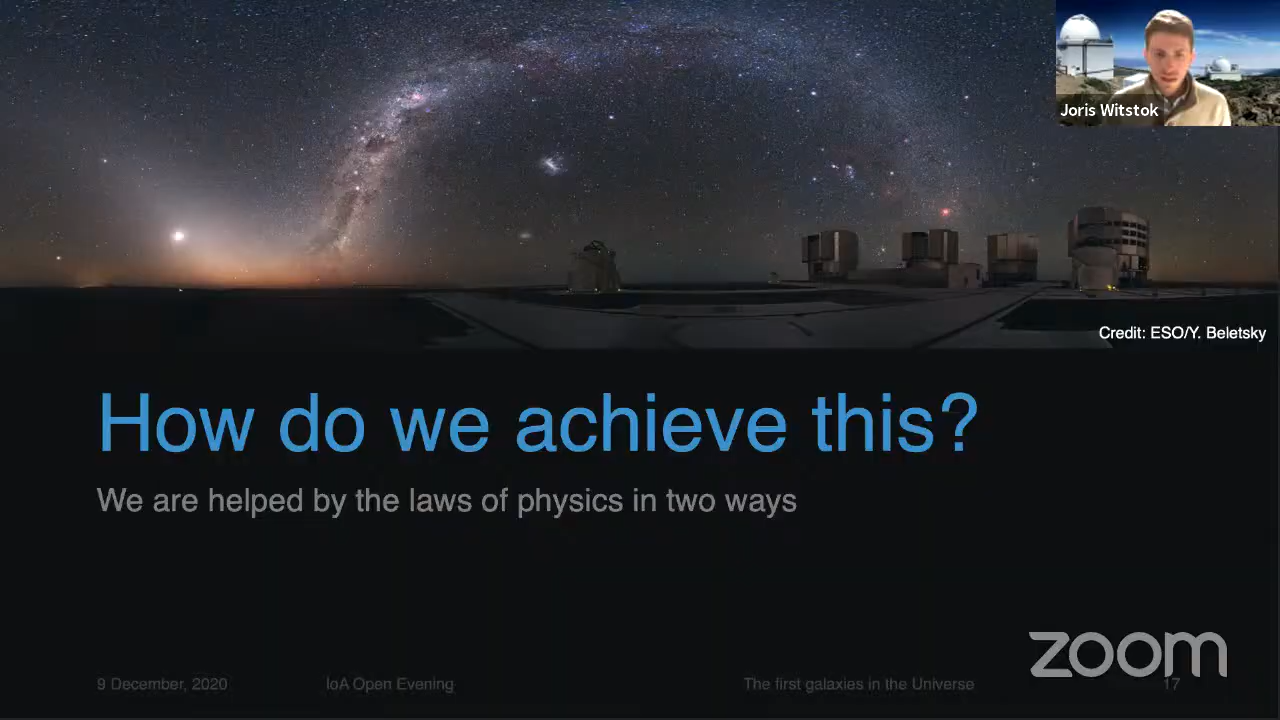 Joris Witstok
Credit: ESO/Y. Beletsky
How do we achieve this?
We are helped by the laws of physics in two ways
zoom
9 December, 2020 IoA Open Evening The first galaxies in the Universe 17